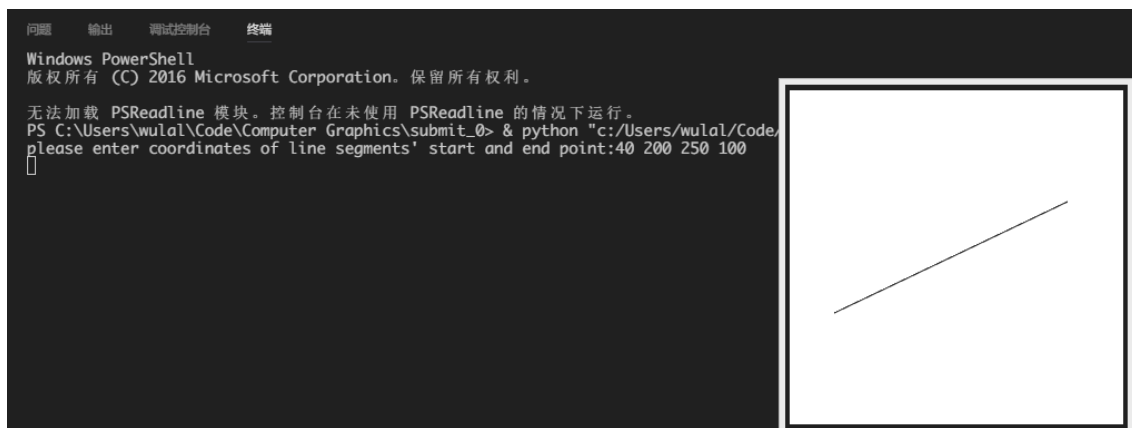 问题 输出 调试控制台 终端
Windows PowerShell
版权所有 (C) 2016 Microsoft Corporation。保留所有权利。
无法加载 PSReadline 模块。控制台在未使用 PSReadline 的情况下运行。
PS C:\Users\wulal\Code\Computer Graphics\submit_0> & python "c:/Users/wulal/Code/
please enter coordinates of line segments' start and end point:40 200 250 100